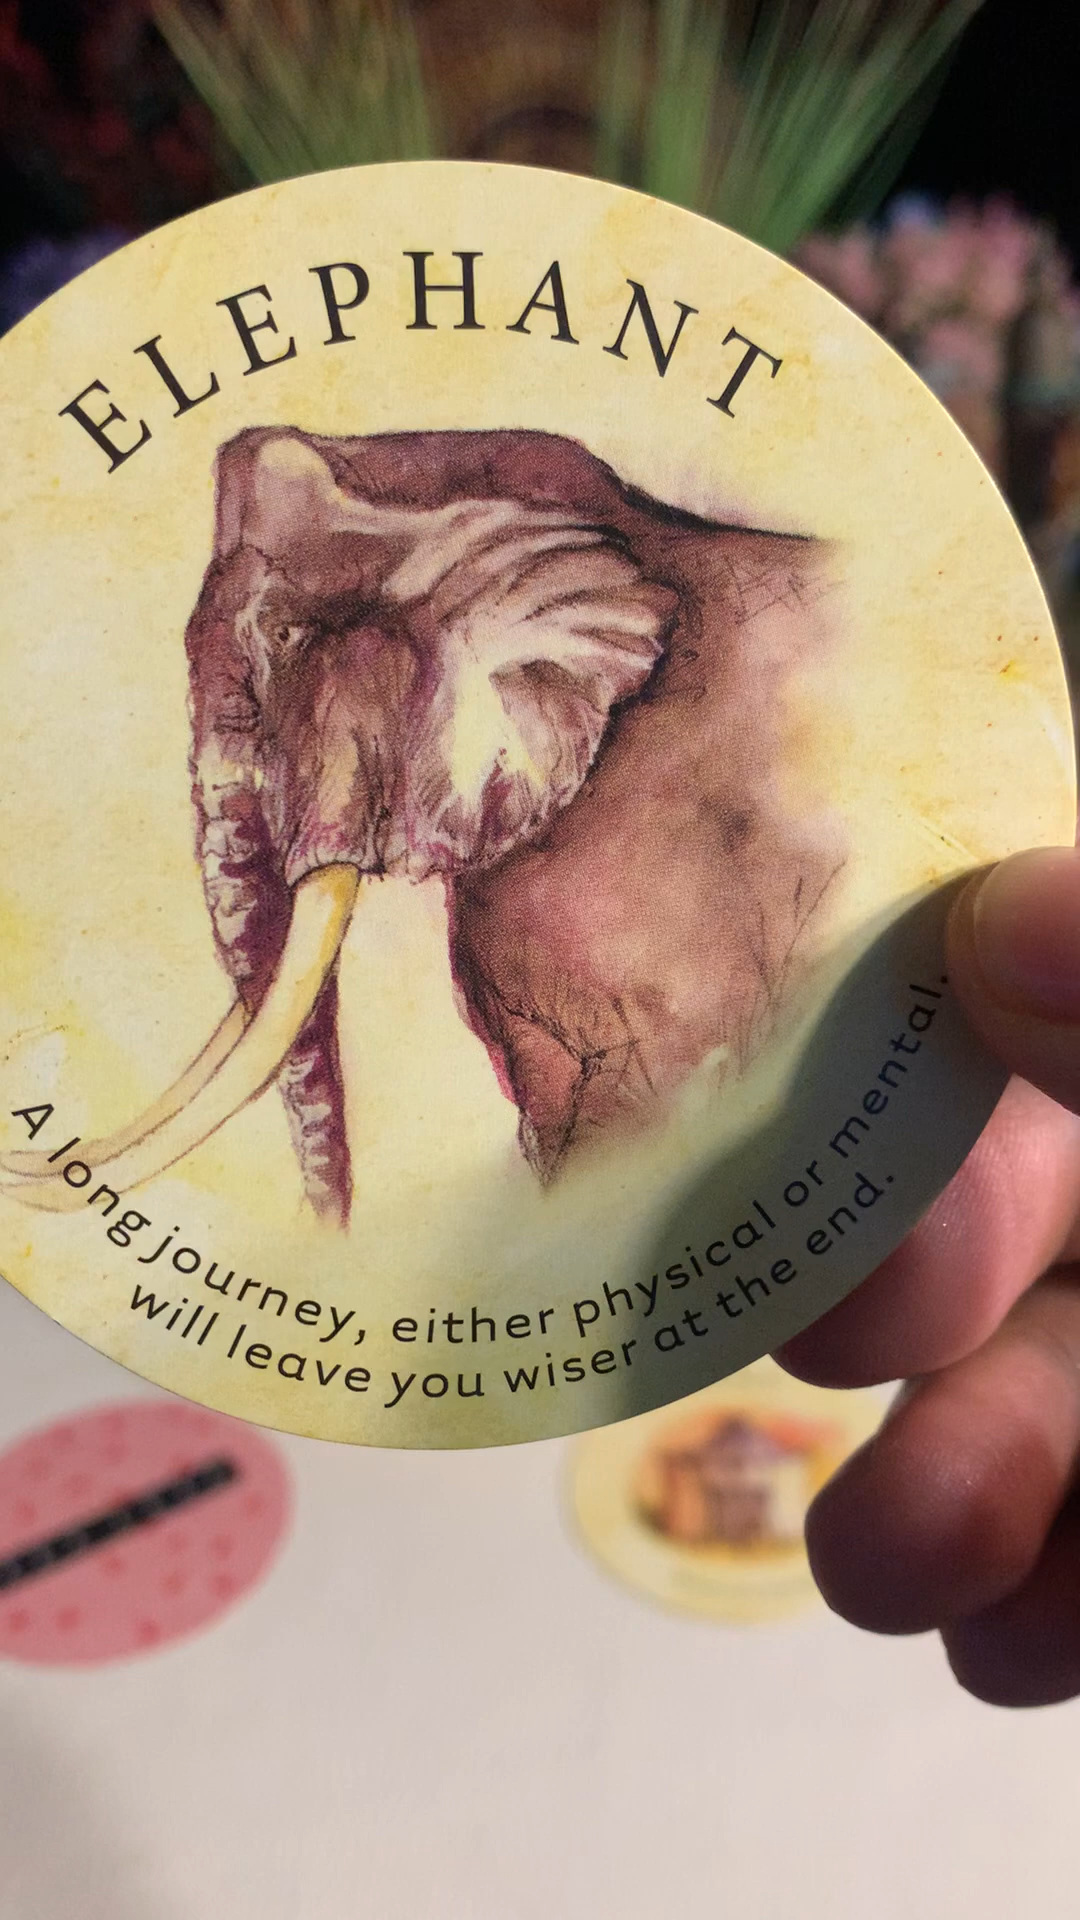 ELEPHANT
A long journey, either physical or mental.
will leave you wiser at the end.